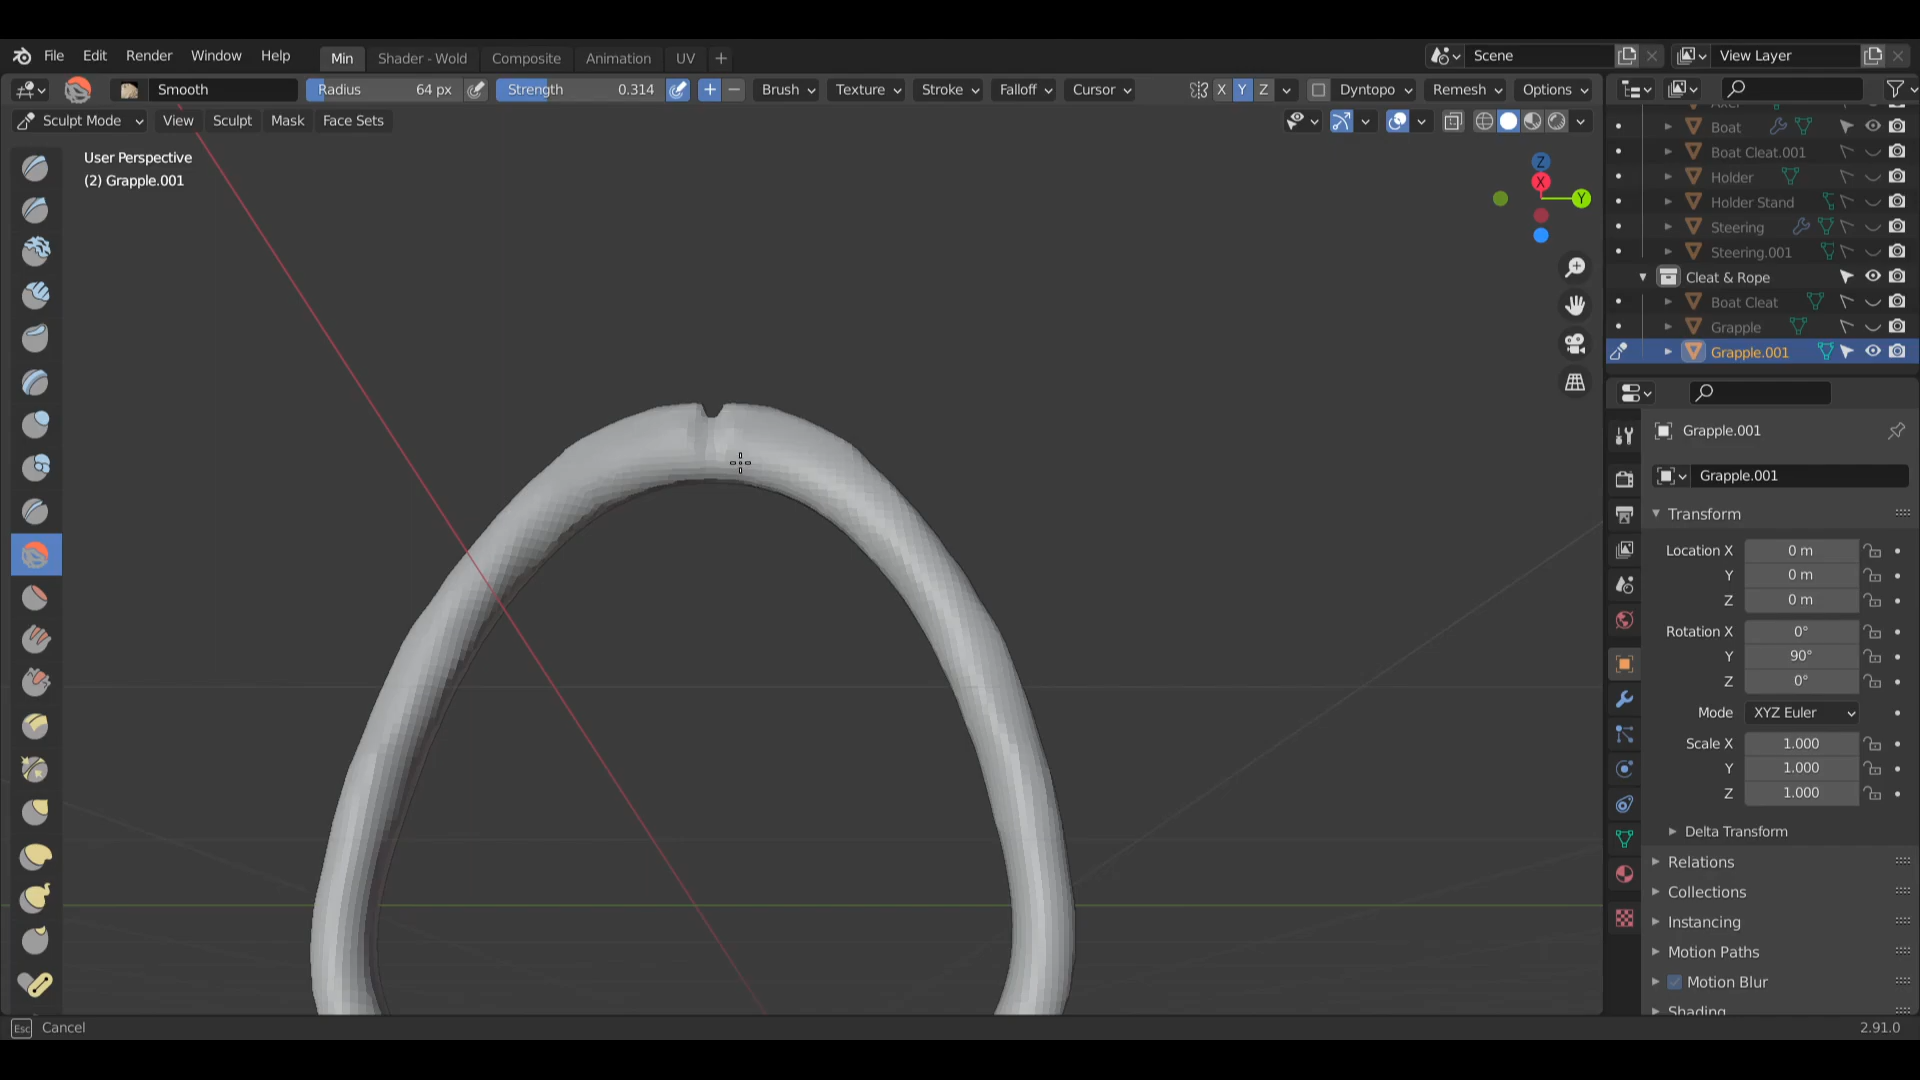 File Edit Render Window Help Min Shader - Wold Composite Animation UV Scene View Layer
Smooth Radius 64 px Strength 0.314 Brush Texture Stroke Falloff Cursor X Y Z Dyntopo Remesh Options
Sculpt Mode View Sculpt Mask Face Sets
User Perspective
(2) Grapple.001
Z
X
Y
Boat
Boat Cleat.001
Holder
Holder Stand
Steering
Steering.001
Cleat & Rope
Boat Cleat
Grapple
Grapple.001
Grapple.001
Grapple.001
Transform
Location X 0 m
Y 0 m
Z 0 m
Rotation X 0°
Y 90°
Z 0°
Mode XYZ Euler
Scale X 1.000
Y 1.000
Z 1.000
Delta Transform
Relations
Collections
Instancing
Motion Paths
Motion Blur
Shading
Esc Cancel 2.91.0